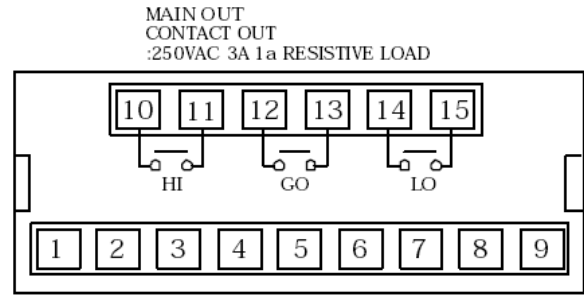 MAIN OUT
CONTACT OUT
:250VAC 3A 1a RESISTIVE LOAD
10 11 12 13 14 15
HI GO LO
1 2 3 4 5 6 7 8 9